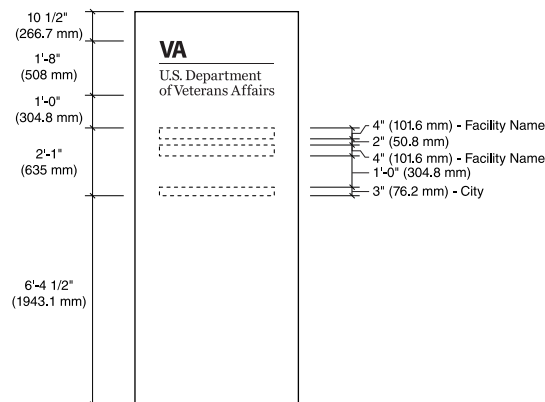 10 1/2"
(266.7 mm)
1'-8"
(508 mm)
1'-0"
(304.8 mm)
2'-1"
(635 mm)
6'-4 1/2"
(1943.1 mm)
VA
U.S. Department
of Veterans Affairs
4" (101.6 mm) - Facility Name
2" (50.8 mm)
4" (101.6 mm) - Facility Name
1'-0" (304.8 mm)
3" (76.2 mm) - City